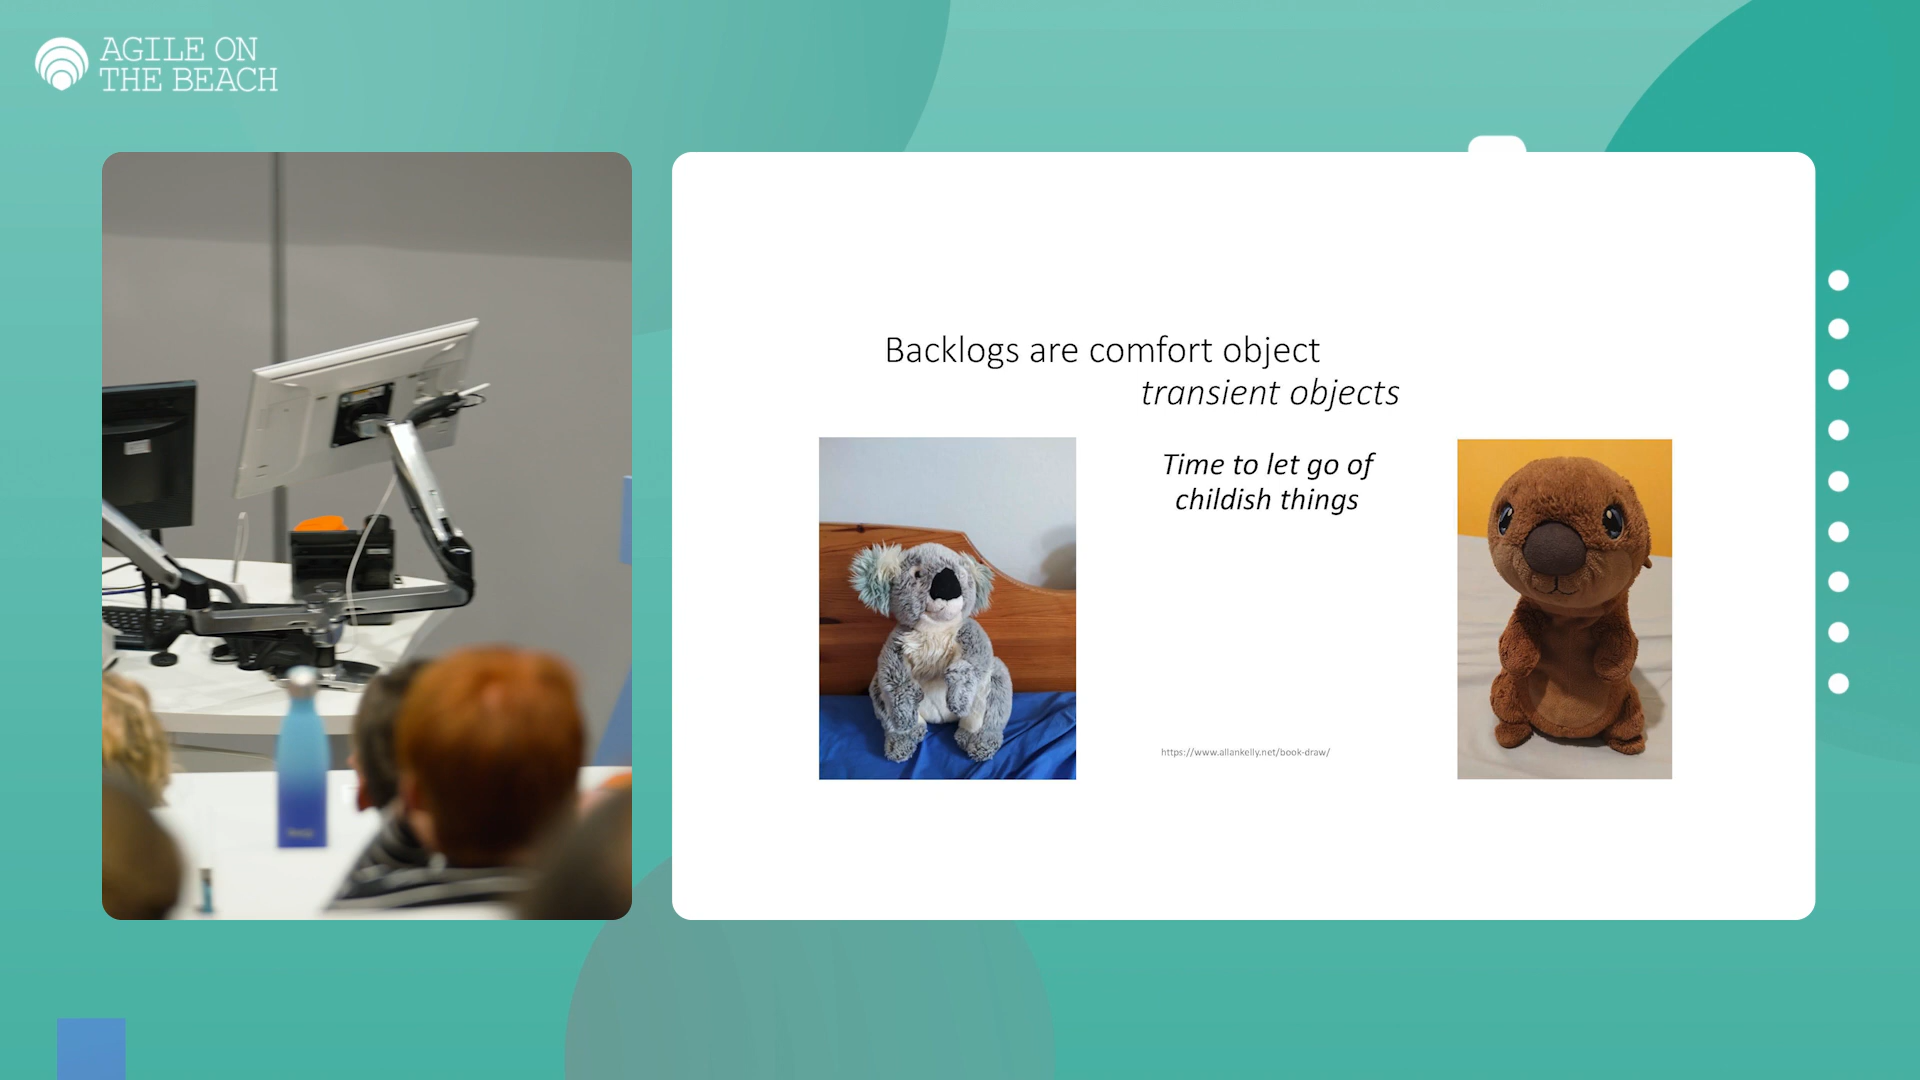 AGILE ON
THE BEACH
Backlogs are comfort object
transient objects
Time to let go of
childish things
https://www.allankelly.net/book-draw/